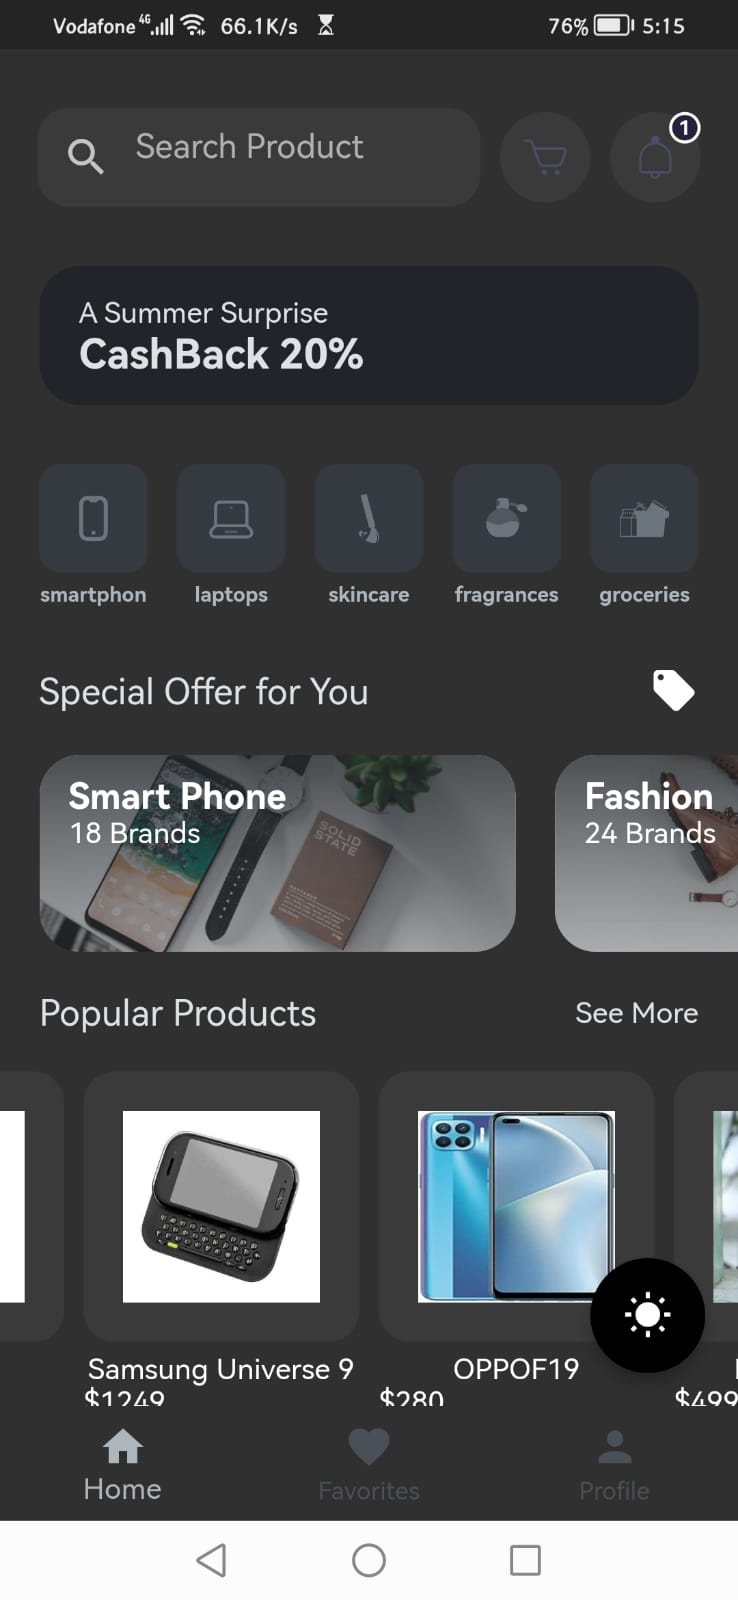 Vodafone 4G 66.1K/s 76% 5:15
Search Product
1
A Summer Surprise
CashBack 20%
smartphon laptops skincare fragrances groceries
Special Offer for You
Smart Phone
18 Brands
SOLID
STATE
Fashion
24 Brands
Popular Products See More
Samsung Universe 9 OPPOF19
$1249 $280 $499
Home Favorites Profile